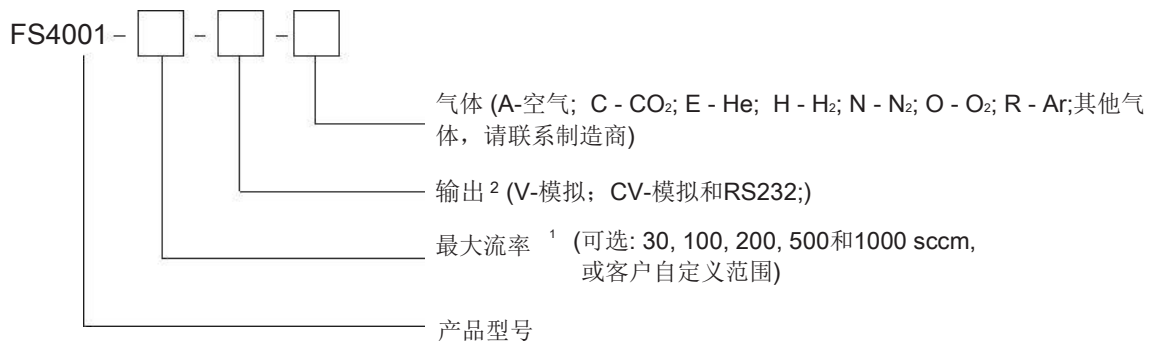 FS4001 - - -
气体 (A-空气; C - CO₂; E - He; H - H₂; N - N₂; O - O₂; R - Ar;其他气
体，请联系制造商)
输出 ² (V-模拟；CV-模拟和RS232;)
最大流率 ¹ (可选: 30, 100, 200, 500和1000 sccm,
或客户自定义范围)
产品型号